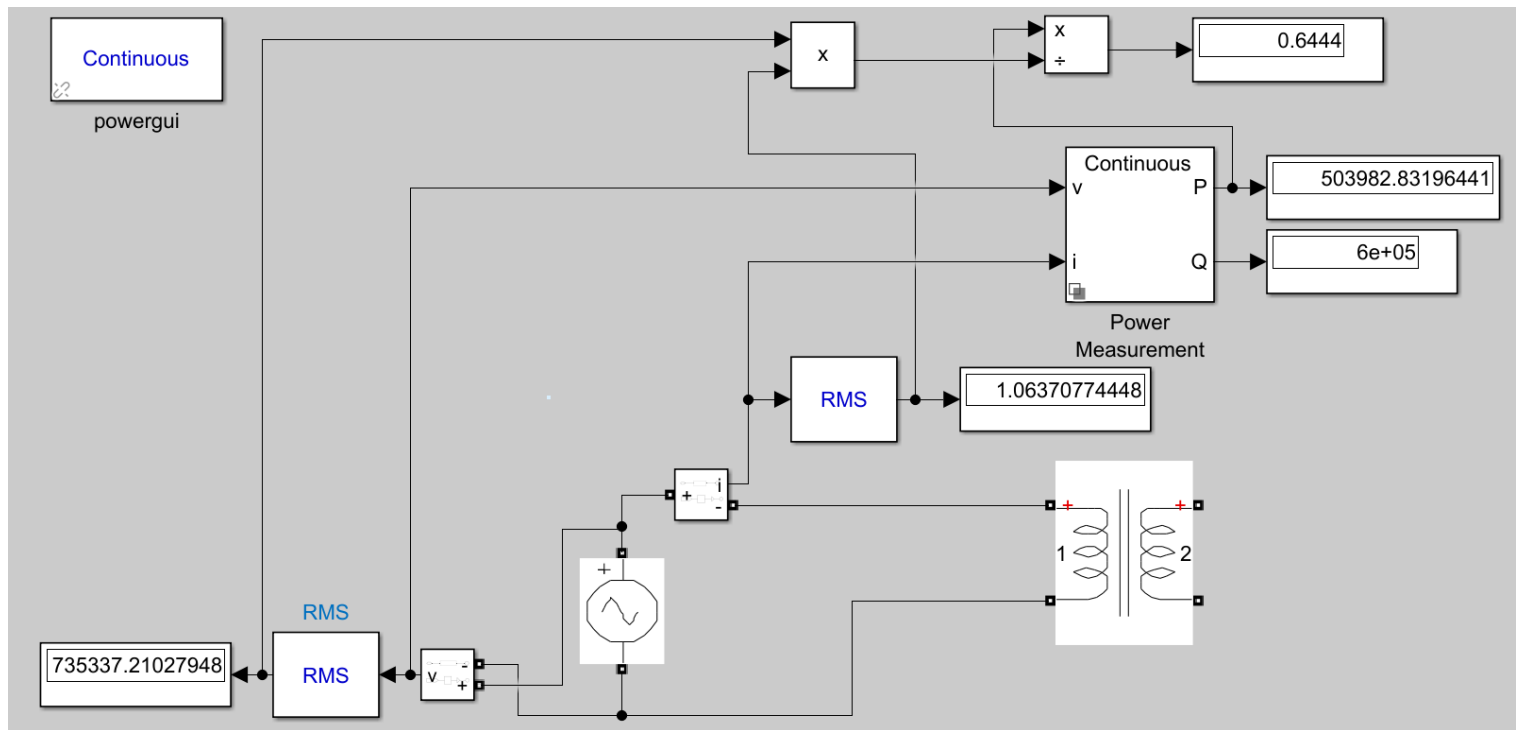 Continuous
powergui
x
x
÷
0.6444
Continuous
v
P
503982.83196441
i
Q
6e+05
Power
Measurement
RMS
1.06370774448
i
+
-
+
+
1
2
+
RMS
735337.21027948
RMS
v
-
+